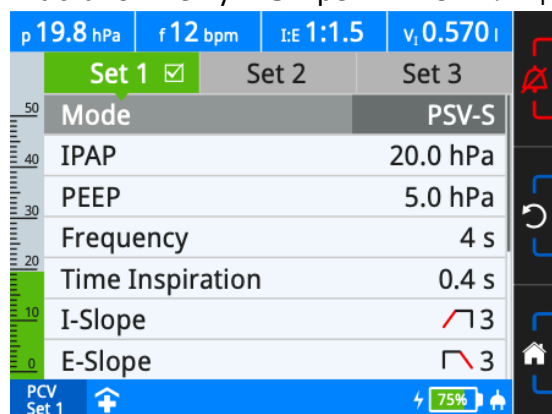 p 19.8 hPa f 12 bpm I:E 1:1.5 VI 0.570 l
Set 1 Set 2 Set 3
50 Mode PSV-S
40 IPAP 20.0 hPa
30 PEEP 5.0 hPa
Frequency 4 s
20 Time Inspiration 0.4 s
10 I-Slope 3
0 E-Slope 3
PCV
Set 1 75%